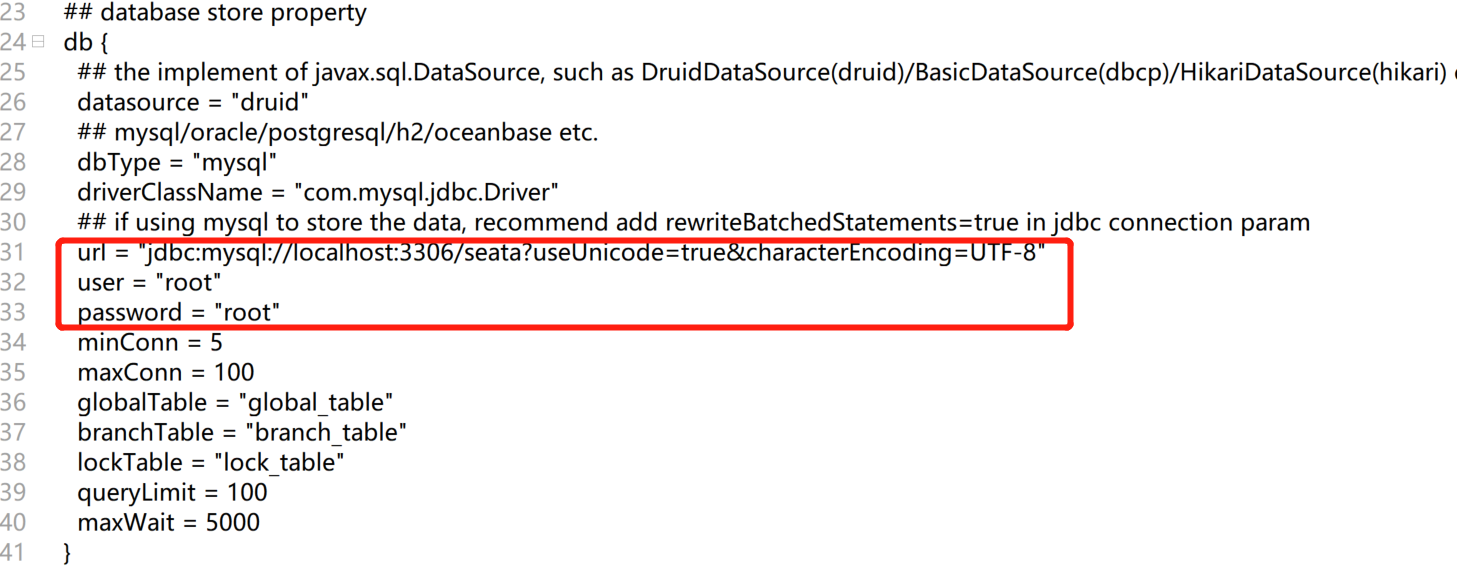 23 ## database store property
24 db {
25 ## the implement of javax.sql.DataSource, such as DruidDataSource(druid)/BasicDataSource(dbcp)/HikariDataSource(hikari)
26 datasource = "druid"
27 ## mysql/oracle/postgresql/h2/oceanbase etc.
28 dbType = "mysql"
29 driverClassName = "com.mysql.jdbc.Driver"
30 ## if using mysql to store the data, recommend add rewriteBatchedStatements=true in jdbc connection param
31 url = "jdbc:mysql://localhost:3306/seata?useUnicode=true&characterEncoding=UTF-8"
32 user = "root"
33 password = "root"
34 minConn = 5
35 maxConn = 100
36 globalTable = "global_table"
37 branchTable = "branch_table"
38 lockTable = "lock_table"
39 queryLimit = 100
40 maxWait = 5000
41 }